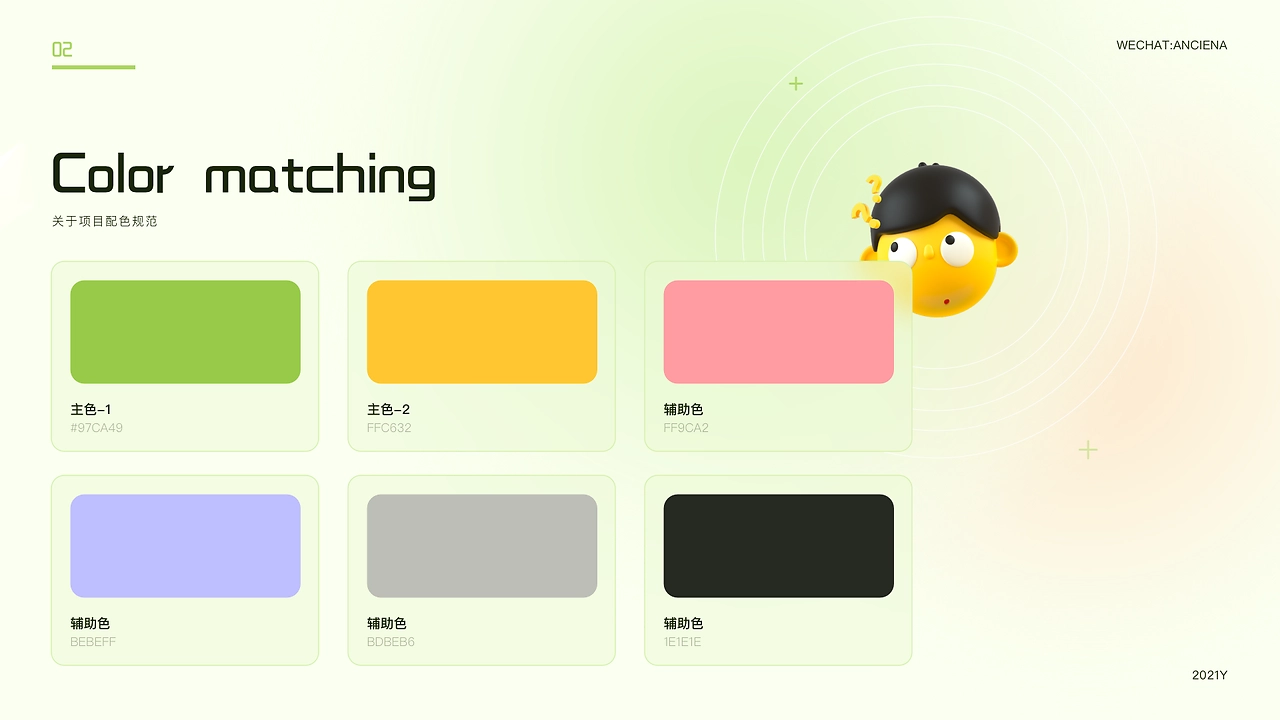 02
WECHAT:ANCIENA
Color matching
关于项目配色规范
??
主色-1
#97CA49
主色-2
FFC632
辅助色
FF9CA2
辅助色
BEBEFF
辅助色
BDBEB6
辅助色
1E1E1E
2021Y